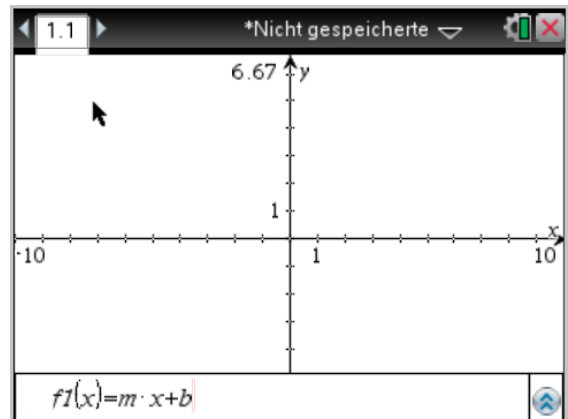 1.1 *Nicht gespeicherte
6.67 y
1
x
-10 1 10
f1(x)=m· x+b